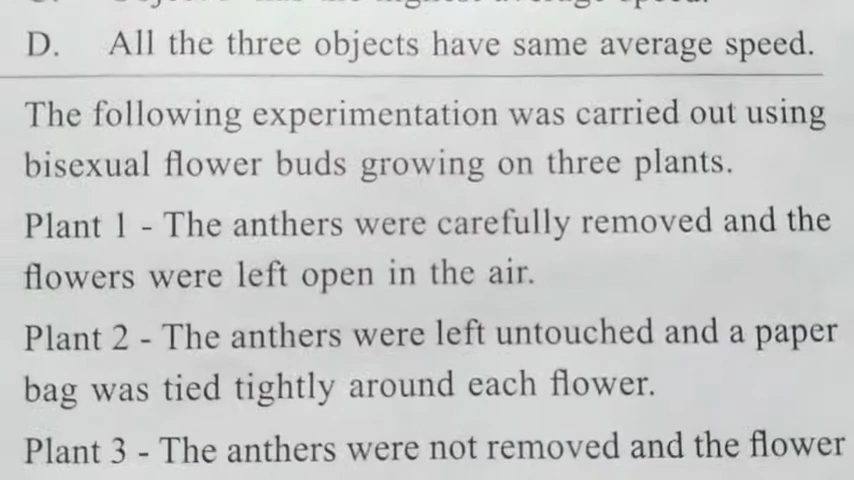 D. All the three objects have same average speed.
The following experimentation was carried out using
bisexual flower buds growing on three plants.
Plant 1 - The anthers were carefully removed and the
flowers were left open in the air.
Plant 2 - The anthers were left untouched and a paper
bag was tied tightly around each flower.
Plant 3 - The anthers were not removed and the flower